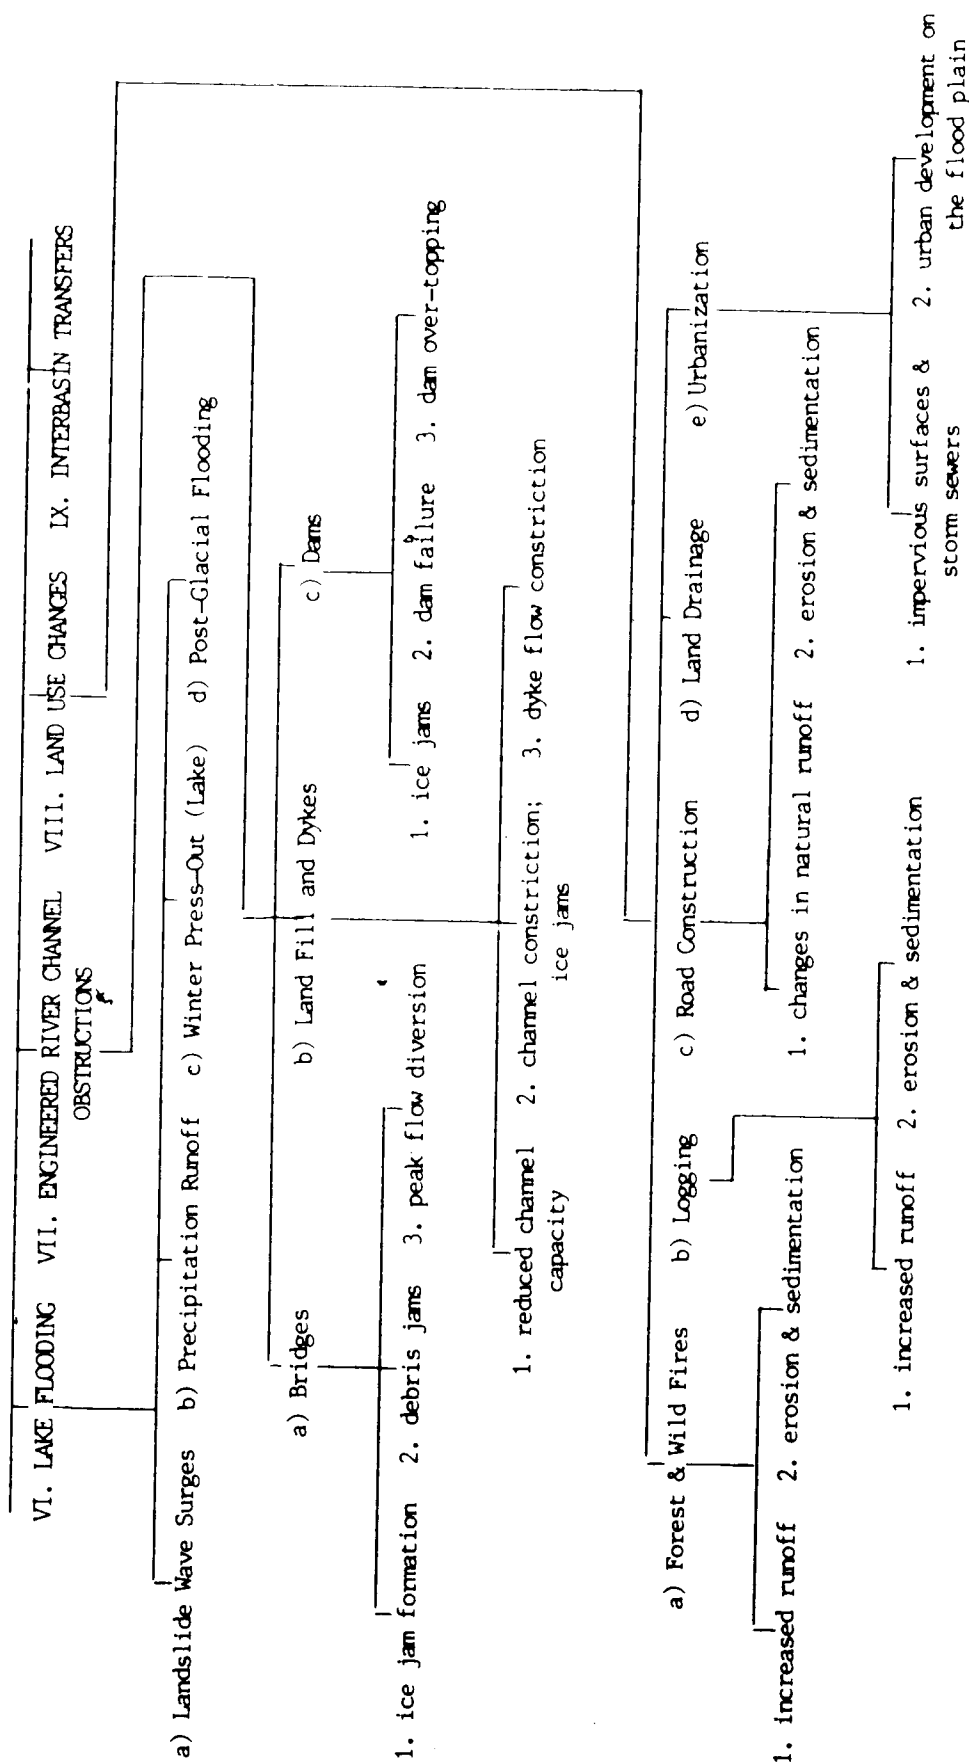 VI. LAKE FLOODING VII. ENGINEERED RIVER CHANNEL VIII. LAND USE CHANGES IX. INTERBASIN TRANSFERS
OBSTRUCTIONS
a) Landslide Wave Surges b) Precipitation Runoff c) Winter Press-Out (Lake) d) Post-Glacial Flooding
a) Bridges b) Land Fill and Dykes c) Dams
1. ice jam formation 2. debris jams 3. peak flow diversion 1. ice jams 2. dam failure 3. dam over-topping
1. reduced channel 2. channel constriction; 3. dyke flow constriction
capacity ice jams
a) Forest & Wild Fires b) Logging c) Road Construction d) Land Drainage e) Urbanization
1. increased runoff 2. erosion & sedimentation 1. changes in natural runoff 2. erosion & sedimentation
1. increased runoff 2. erosion & sedimentation 1. impervious surfaces & 2. urban development on
storm sewers the flood plain